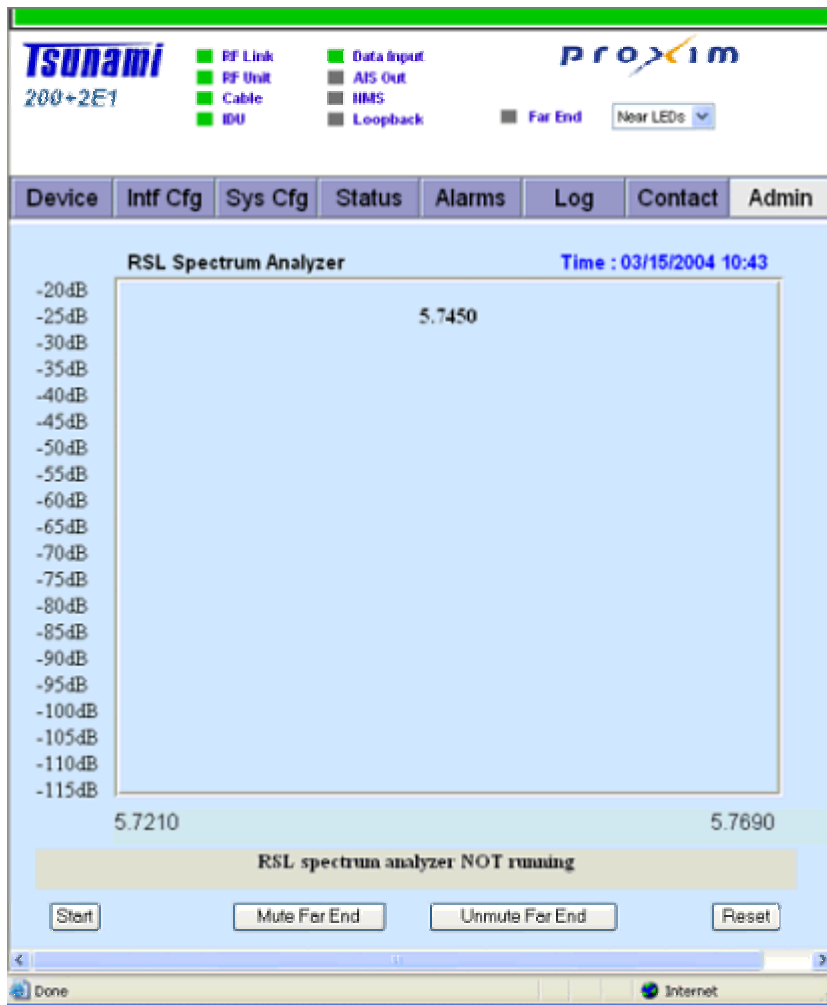 Tsunami
200+2E1
RF Link
RF Unit
Cable
IDU
Data Input
AIS Out
NMS
Loopback
proxim
Far End
Near LEDs
Device Intf Cfg Sys Cfg Status Alarms Log Contact Admin
RSL Spectrum Analyzer Time : 03/15/2004 10:43
-20dB
-25dB
5.7450
-30dB
-35dB
-40dB
-45dB
-50dB
-55dB
-60dB
-65dB
-70dB
-75dB
-80dB
-85dB
-90dB
-95dB
-100dB
-105dB
-110dB
-115dB
5.7210 5.7690
RSL spectrum analyzer NOT running
Start Mute Far End Unmute Far End Reset
Done Internet